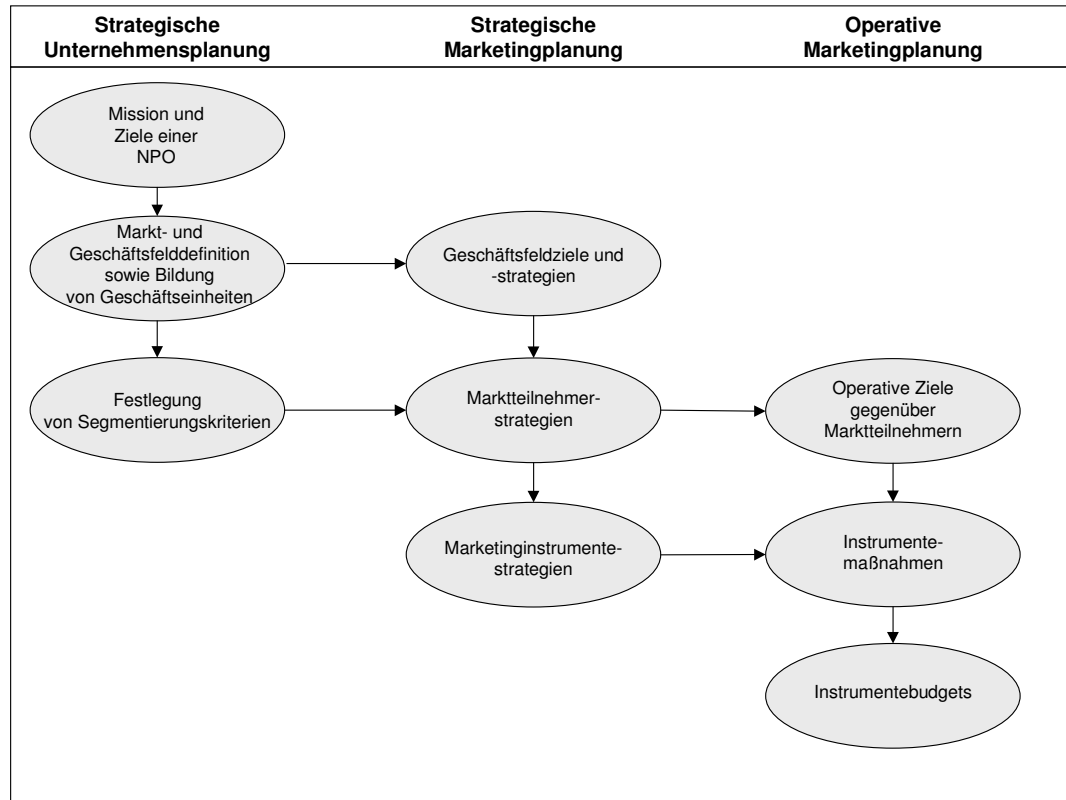 Strategische
Unternehmensplanung
Strategische
Marketingplanung
Operative
Marketingplanung
Mission und
Ziele einer
NPO
Markt- und
Geschäftsfelddefinition
sowie Bildung
von Geschäftseinheiten
Geschäftsfeldziele und
-strategien
Festlegung
von Segmentierungskriterien
Marktteilnehmer-
strategien
Operative Ziele
gegenüber
Marktteilnehmern
Marketinginstrumente-
strategien
Instrumente-
maßnahmen
Instrumentebudgets